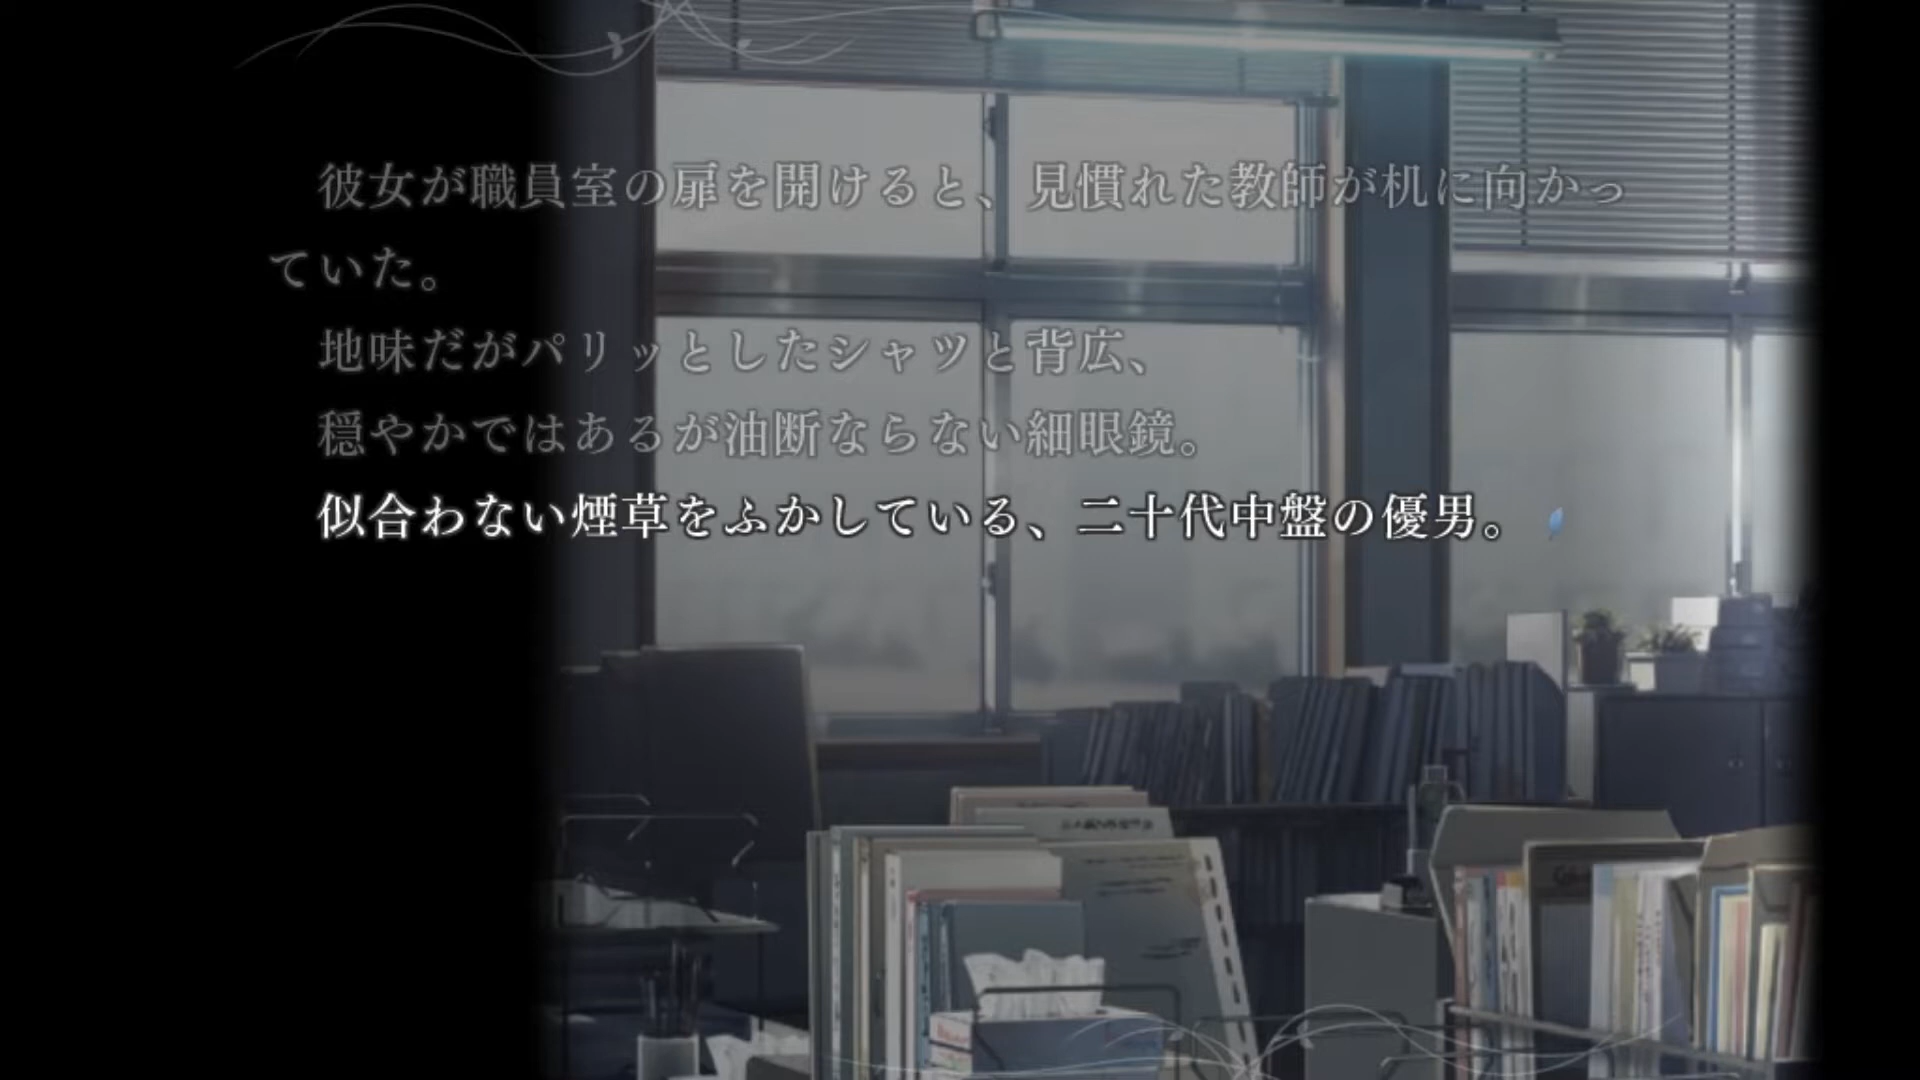 彼女が職員室の扉を開けると、見慣れた教師が机に向かっ
ていた。
地味だがパリッとしたシャツと背広、
穏やかではあるが油断ならない細眼鏡。
似合わない煙草をふかしている、二十代中盤の優男。